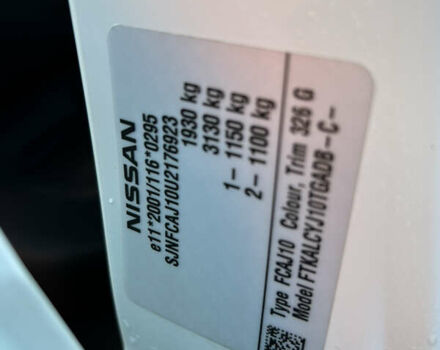 NISSAN
e11*2001/116*0295
SJNFCAJ10U2176923
1930 kg
3130 kg
1- 1150 kg
2- 1100 kg
Type FCAJ10 Colour, Trim 326 G
Model FTKALCYJ10TGADB-C-